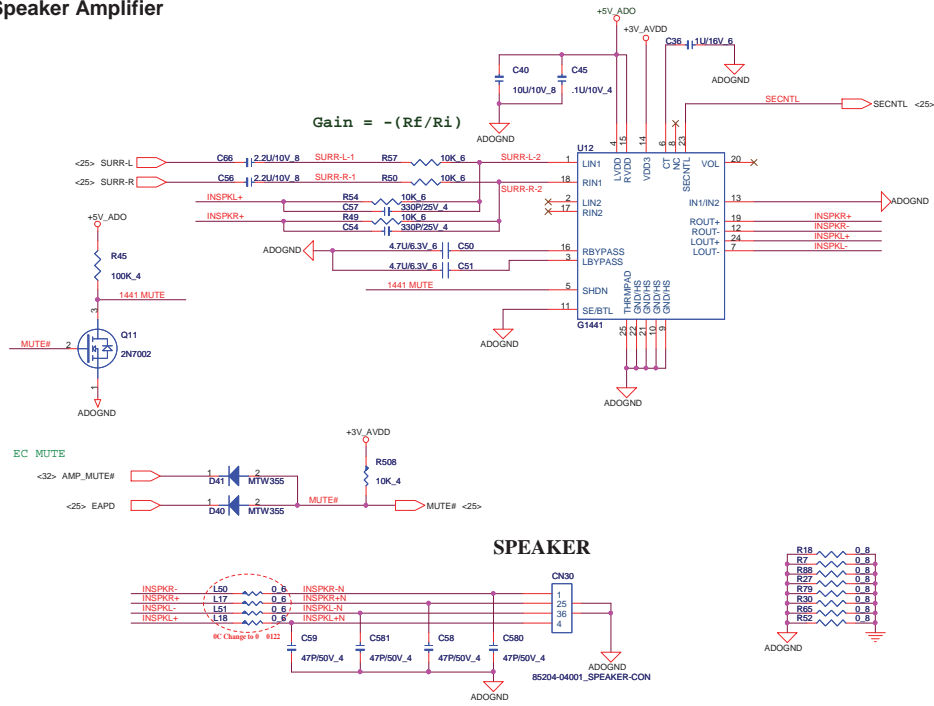 Speaker Amplifier
+5V_ADO
+3V_AVDD
C36 .1U/16V_6
ADOGND
C40
10U/10V_8
C45
.1U/10V_4
ADOGND
SECNTL
SECNTL <25>
Gain = -(Rf/Ri)
U12
4 15 14 6 8 23
LVDD RVDD VDD3 CT NC SECNTL
<25> SURR-L C66 2.2U/10V_8 SURR-L-1 R57 10K_6 SURR-L-2 1 LIN1 VOL 20
<25> SURR-R C56 2.2U/10V_8 SURR-R-1 R50 10K_6 18 RIN1
SURR-R-2
INSPKL+ R54 10K_6 2 LIN2 IN1/IN2 13 ADOGND
C57 330P/25V_4 17 RIN2
INSPKR+ R49 10K_6 ROUT+ 19 INSPKR+
C54 330P/25V_4 ROUT- 12 INSPKR-
LOUT+ 24 INSPKL+
LOUT- 7 INSPKL-
ADOGND 4.7U/6.3V_6 C50 16 RBYPASS
4.7U/6.3V_6 C51 3 LBYPASS
1441 MUTE 5 SHDN
11 SE/BTL
THRMPAD GND/HS GND/HS GND/HS GND/HS
G1441
25 22 21 10 9
ADOGND
ADOGND
+5V_ADO
R45
100K_4
1441 MUTE
3
Q11
MUTE# 2
2N7002
1
ADOGND
EC MUTE
+3V_AVDD
R508
10K_4
<32> AMP_MUTE# 1 2
D41 MTW355
<25> EAPD 1 2
D40 MTW355
MUTE#
MUTE# <25>
SPEAKER
CN30
INSPKR- L50 0_6 INSPKR-N 1
INSPKR+ L17 0_6 INSPKR+N 25
INSPKL- L51 0_6 INSPKL-N 36
INSPKL+ L18 0_6 INSPKL+N 4
0C Change to 0 0122
C59 C581 C58 C580
47P/50V_4 47P/50V_4 47P/50V_4 47P/50V_4
ADOGND
ADOGND
85204-04001_SPEAKER-CON
R18 0_8
R7 0_8
R88 0_8
R27 0_8
R79 0_8
R30 0_8
R65 0_8
R52 0_8
ADOGND